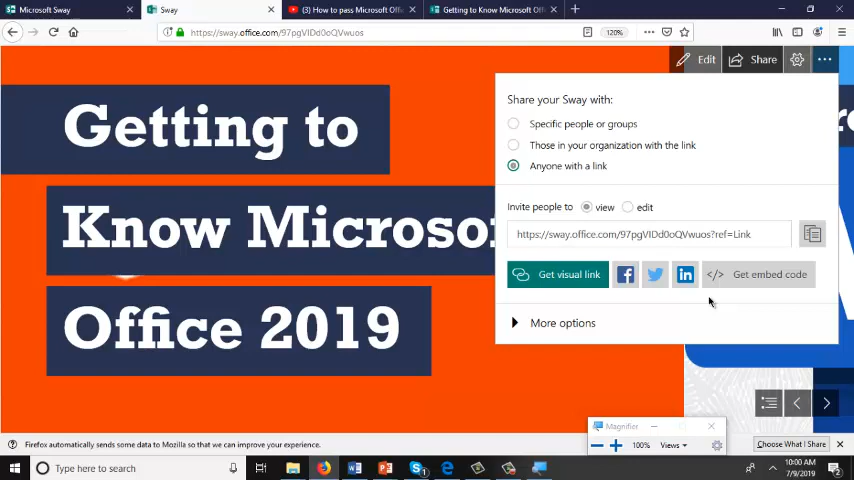 Microsoft Sway
Sway
(3) How to pass Microsoft Offi
Getting to Know Microsoft Off
https://sway.office.com/97pgVIDd0oQVwuos
120%
Edit
Share
Getting to
Know Microso
Office 2019
Share your Sway with:
Specific people or groups
Those in your organization with the link
Anyone with a link
Invite people to
view
edit
https://sway.office.com/97pgVIDd0oQVwuos?ref=Link
Get visual link
</> Get embed code
More options
Magnifier
100% Views
Firefox automatically sends some data to Mozilla so that we can improve your experience.
Choose What I Share
Type here to search
10:00 AM
7/9/2019